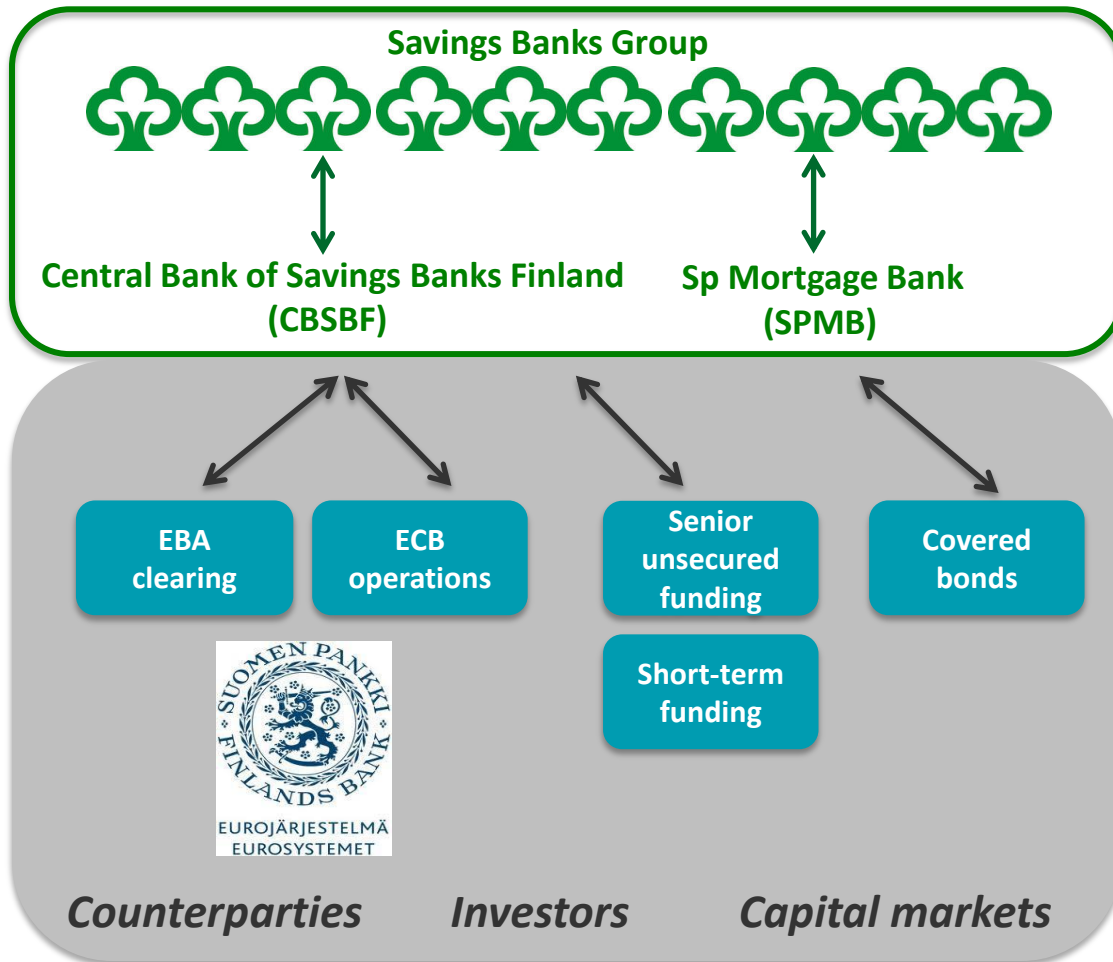 Savings Banks Group
Central Bank of Savings Banks Finland
(CBSBF)
Sp Mortgage Bank
(SPMB)
EBA
clearing
ECB
operations
Senior
unsecured
funding
Covered
bonds
Short-term
funding
SUOMEN PANKKI
FINLANDS BANK
EUROJÄRJESTELMÄ
EUROSYSTEMET
Counterparties
Investors
Capital markets